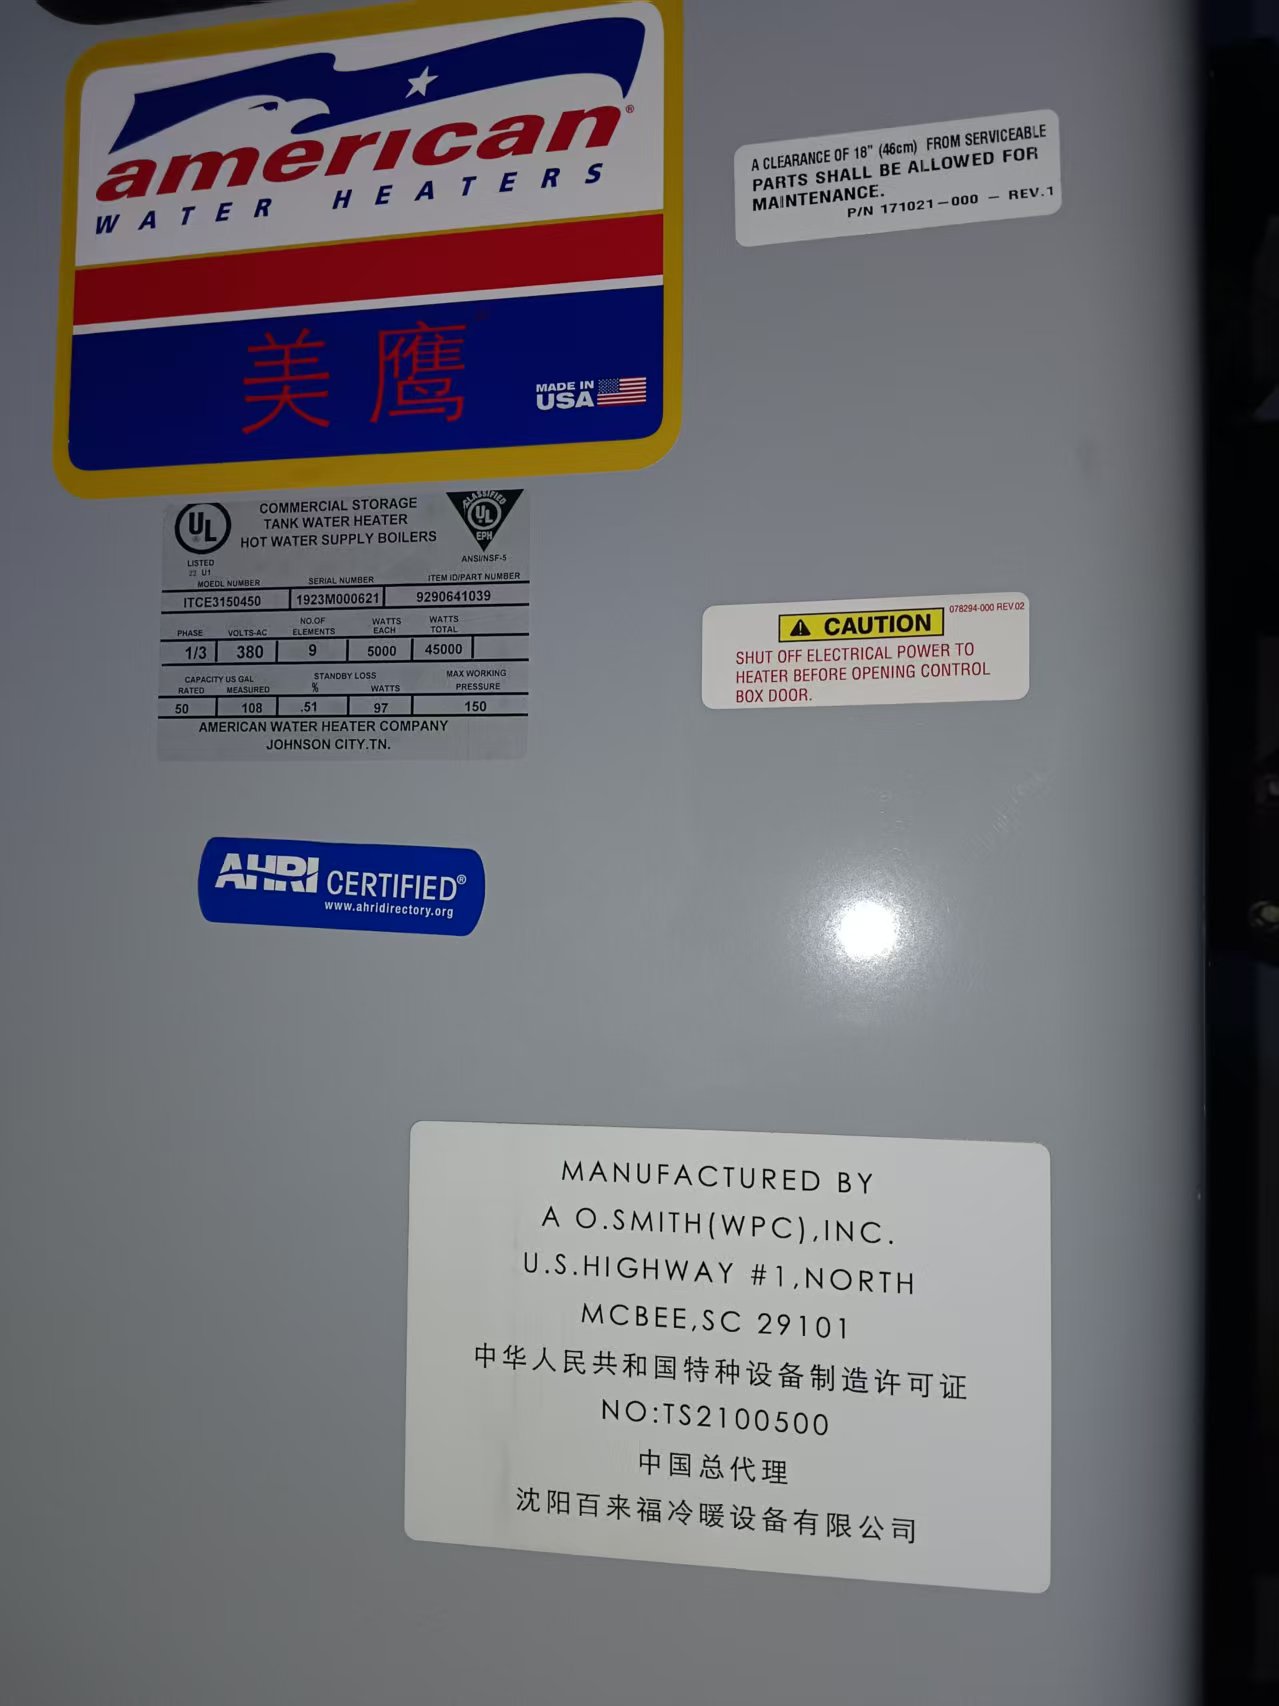 american®
WATER HEATERS
美鹰
MADE IN
USA
A CLEARANCE OF 18" (46cm) FROM SERVICEABLE
PARTS SHALL BE ALLOWED FOR
MAINTENANCE.
P/N 171021-000 - REV.1
UL
LISTED
U1
COMMERCIAL STORAGE
TANK WATER HEATER
HOT WATER SUPPLY BOILERS
CLASSIFIED
UL
EPH
ANSI/NSF-5
MOEDL NUMBER SERIAL NUMBER ITEM ID/PART NUMBER
ITCE3150450 1923M000621 9290641039
PHASE VOLTS-AC NO.OF ELEMENTS WATTS EACH WATTS TOTAL
1/3 380 9 5000 45000
CAPACITY US GAL STANDBY LOSS MAX WORKING
RATED MEASURED % WATTS PRESSURE
50 108 .51 97 150
AMERICAN WATER HEATER COMPANY
JOHNSON CITY.TN.
078294-000 REV.02
CAUTION
SHUT OFF ELECTRICAL POWER TO
HEATER BEFORE OPENING CONTROL
BOX DOOR.
AHRI CERTIFIED®
www.ahridirectory.org
MANUFACTURED BY
A O.SMITH(WPC),INC.
U.S.HIGHWAY #1,NORTH
MCBEE,SC 29101
中华人民共和国特种设备制造许可证
NO:TS2100500
中国总代理
沈阳百来福冷暖设备有限公司